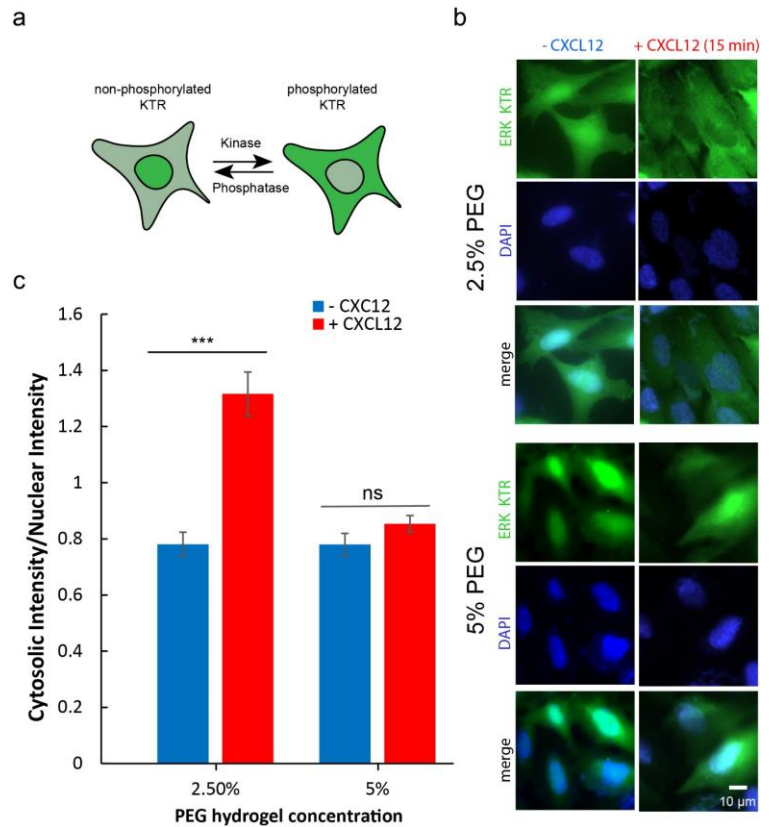 a
non-phosphorylated
KTR
phosphorylated
KTR
Kinase
Phosphatase
b
- CXCL12
+ CXCL12 (15 min)
ERK KTR
DAPI
merge
2.5% PEG
ERK KTR
DAPI
merge
5% PEG
10 µm
c
- CXC12
+ CXCL12
1.6
1.4
1.2
1
0.8
0.6
0.4
0.2
0
***
ns
Cytosolic Intensity/Nuclear Intensity
2.50%
5%
PEG hydrogel concentration